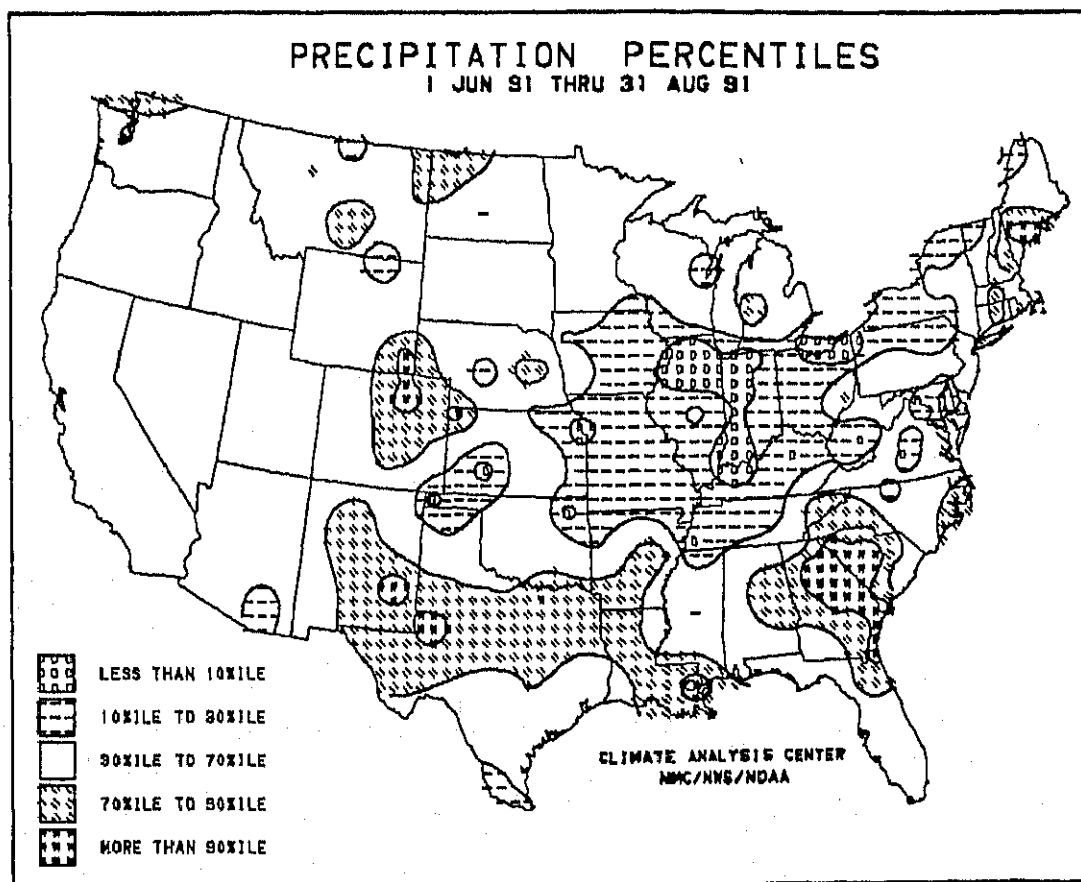 PRECIPITATION PERCENTILES
1 JUN 91 THRU 31 AUG 91
LESS THAN 10%ILE
10%ILE TO 30%ILE
30%ILE TO 70%ILE
70%ILE TO 90%ILE
MORE THAN 90%ILE
CLIMATE ANALYSIS CENTER
NMC/NWS/NOAA